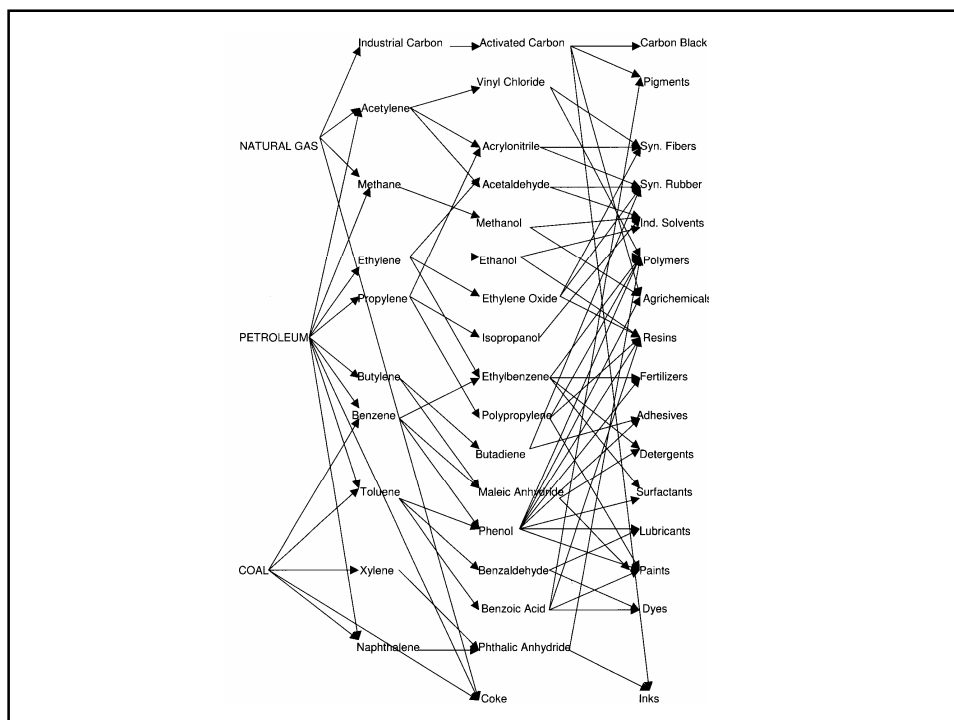 Industrial Carbon Activated Carbon Carbon Black
Vinyl Chloride Pigments
Acetylene
NATURAL GAS Acrylonitrile Syn. Fibers
Methane Acetaldehyde Syn. Rubber
Methanol Ind. Solvents
Ethylene Ethanol Polymers
Propylene Ethylene Oxide Agrichemicals
PETROLEUM Isopropanol Resins
Butylene Ethylbenzene Fertilizers
Benzene Polypropylene Adhesives
Butadiene Detergents
Toluene Maleic Anhydride Surfactants
Phenol Lubricants
COAL Xylene Benzaldehyde Paints
Benzoic Acid Dyes
Naphthalene Phthalic Anhydride
Coke Inks